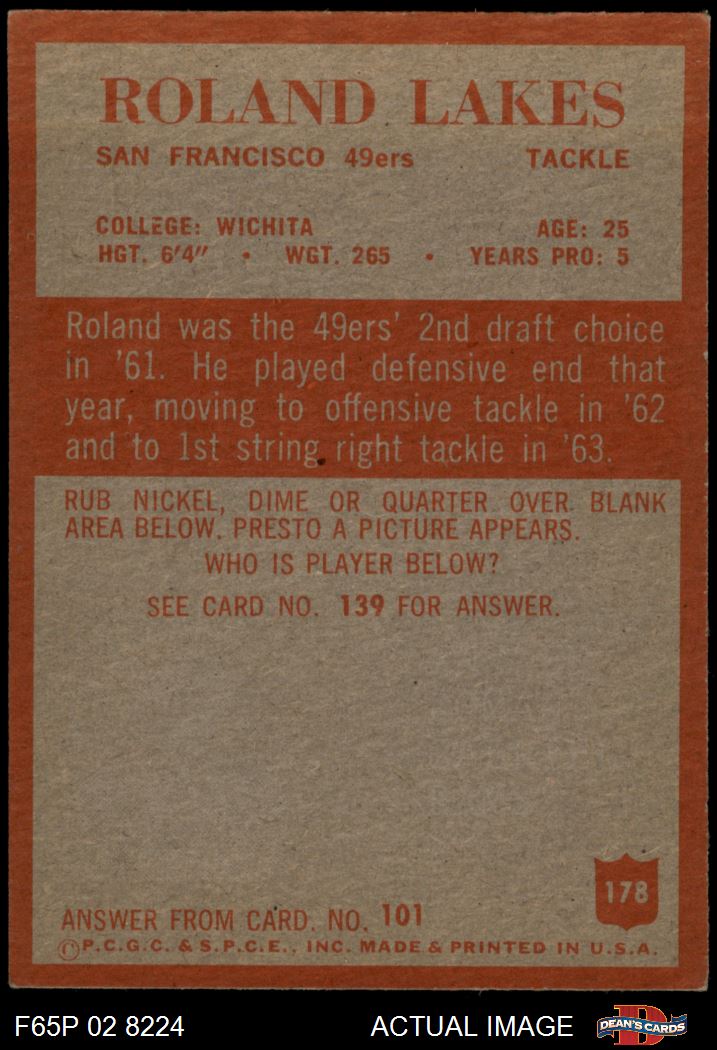 ROLAND LAKES
SAN FRANCISCO 49ers TACKLE
COLLEGE: WICHITA AGE: 25
HGT. 6'4" • WGT. 265 • YEARS PRO: 5
Roland was the 49ers' 2nd draft choice
in '61. He played defensive end that
year, moving to offensive tackle in '62
and to 1st string right tackle in '63.
RUB NICKEL, DIME OR QUARTER OVER BLANK
AREA BELOW. PRESTO A PICTURE APPEARS.
WHO IS PLAYER BELOW?
SEE CARD NO. 139 FOR ANSWER.
178
ANSWER FROM CARD. NO. 101
©P.C.G.C. & S.P.C.E., INC. MADE & PRINTED IN U.S.A.
F65P 02 8224 ACTUAL IMAGE DEAN'S CARDS